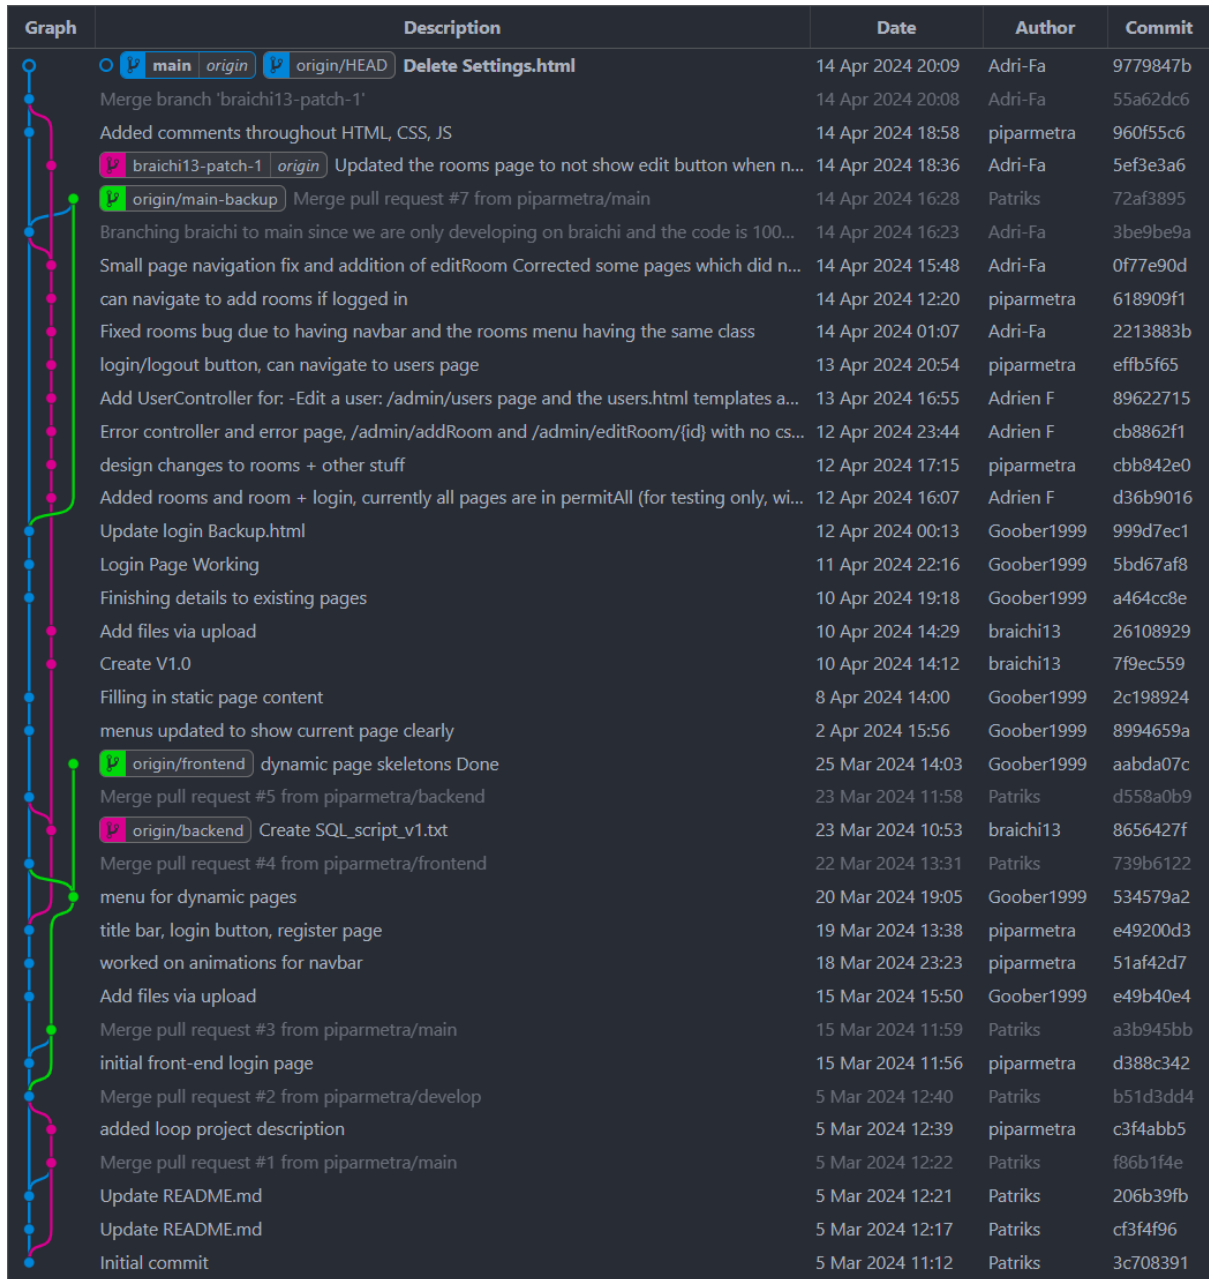 Graph Description Date Author Commit
main origin origin/HEAD Delete Settings.html 14 Apr 2024 20:09 Adri-Fa 9779847b
Merge branch 'braichi13-patch-1' 14 Apr 2024 20:08 Adri-Fa 55a62dc6
Added comments throughout HTML, CSS, JS 14 Apr 2024 18:58 piparmetra 960f55c6
braichi13-patch-1 origin Updated the rooms page to not show edit button when n... 14 Apr 2024 18:36 Adri-Fa 5ef3e3a6
origin/main-backup Merge pull request #7 from piparmetra/main 14 Apr 2024 16:28 Patriks 72af3895
Branching braichi to main since we are only developing on braichi and the code is 100... 14 Apr 2024 16:23 Adri-Fa 3be9be9a
Small page navigation fix and addition of editRoom Corrected some pages which did n... 14 Apr 2024 15:48 Adri-Fa 0f77e90d
can navigate to add rooms if logged in 14 Apr 2024 12:20 piparmetra 618909f1
Fixed rooms bug due to having navbar and the rooms menu having the same class 14 Apr 2024 01:07 Adri-Fa 2213883b
login/logout button, can navigate to users page 13 Apr 2024 20:54 piparmetra effb5f65
Add UserController for: -Edit a user: /admin/users page and the users.html templates a... 13 Apr 2024 16:55 Adrien F 89622715
Error controller and error page, /admin/addRoom and /admin/editRoom/{id} with no cs... 12 Apr 2024 23:44 Adrien F cb8862f1
design changes to rooms + other stuff 12 Apr 2024 17:15 piparmetra cbb842e0
Added rooms and room + login, currently all pages are in permitAll (for testing only, wi... 12 Apr 2024 16:07 Adrien F d36b9016
Update login Backup.html 12 Apr 2024 00:13 Goober1999 999d7ec1
Login Page Working 11 Apr 2024 22:16 Goober1999 5bd67af8
Finishing details to existing pages 10 Apr 2024 19:18 Goober1999 a464cc8e
Add files via upload 10 Apr 2024 14:29 braichi13 26108929
Create V1.0 10 Apr 2024 14:12 braichi13 7f9ec559
Filling in static page content 8 Apr 2024 14:00 Goober1999 2c198924
menus updated to show current page clearly 2 Apr 2024 15:56 Goober1999 8994659a
origin/frontend dynamic page skeletons Done 25 Mar 2024 14:03 Goober1999 aabda07c
Merge pull request #5 from piparmetra/backend 23 Mar 2024 11:58 Patriks d558a0b9
origin/backend Create SQL_script_v1.txt 23 Mar 2024 10:53 braichi13 8656427f
Merge pull request #4 from piparmetra/frontend 22 Mar 2024 13:31 Patriks 739b6122
menu for dynamic pages 20 Mar 2024 19:05 Goober1999 534579a2
title bar, login button, register page 19 Mar 2024 13:38 piparmetra e49200d3
worked on animations for navbar 18 Mar 2024 23:23 piparmetra 51af42d7
Add files via upload 15 Mar 2024 15:50 Goober1999 e49b40e4
Merge pull request #3 from piparmetra/main 15 Mar 2024 11:59 Patriks a3b945bb
initial front-end login page 15 Mar 2024 11:56 piparmetra d388c342
Merge pull request #2 from piparmetra/develop 5 Mar 2024 12:40 Patriks b51d3dd4
added loop project description 5 Mar 2024 12:39 piparmetra c3f4abb5
Merge pull request #1 from piparmetra/main 5 Mar 2024 12:22 Patriks f86b1f4e
Update README.md 5 Mar 2024 12:21 Patriks 206b39fb
Update README.md 5 Mar 2024 12:17 Patriks cf3f4f96
Initial commit 5 Mar 2024 11:12 Patriks 3c708391